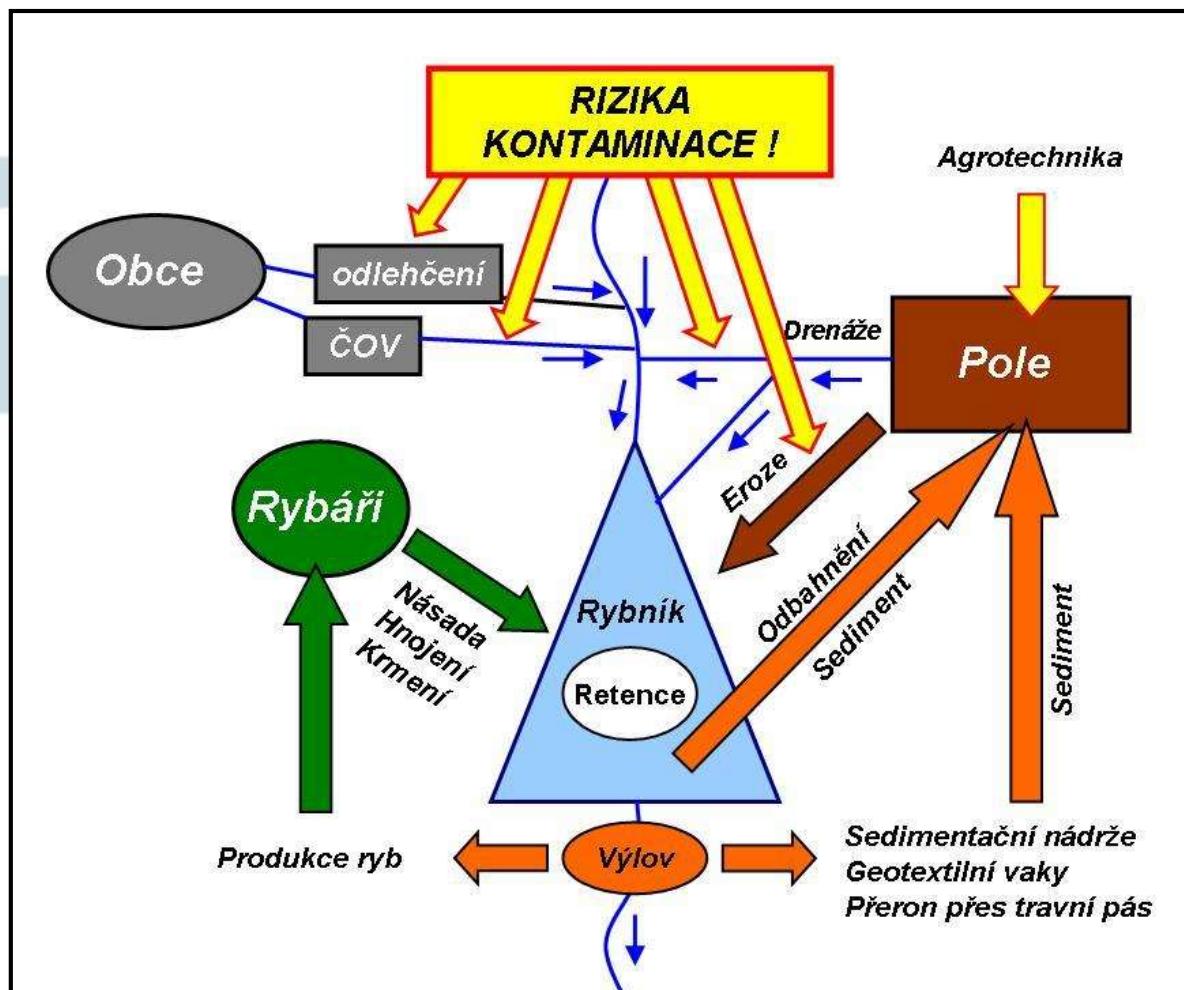 RIZIKA
KONTAMINACE !
Agrotechnika
Obce
odlehčení
ČOV
Drenáže
Pole
Eroze
Rybáři
Násada
Hnojení
Krmení
Rybník
Retence
Odbahnění
Sediment
Sediment
Produkce ryb
Výlov
Sedimentační nádrže
Geotextilní vaky
Přeron přes travní pás